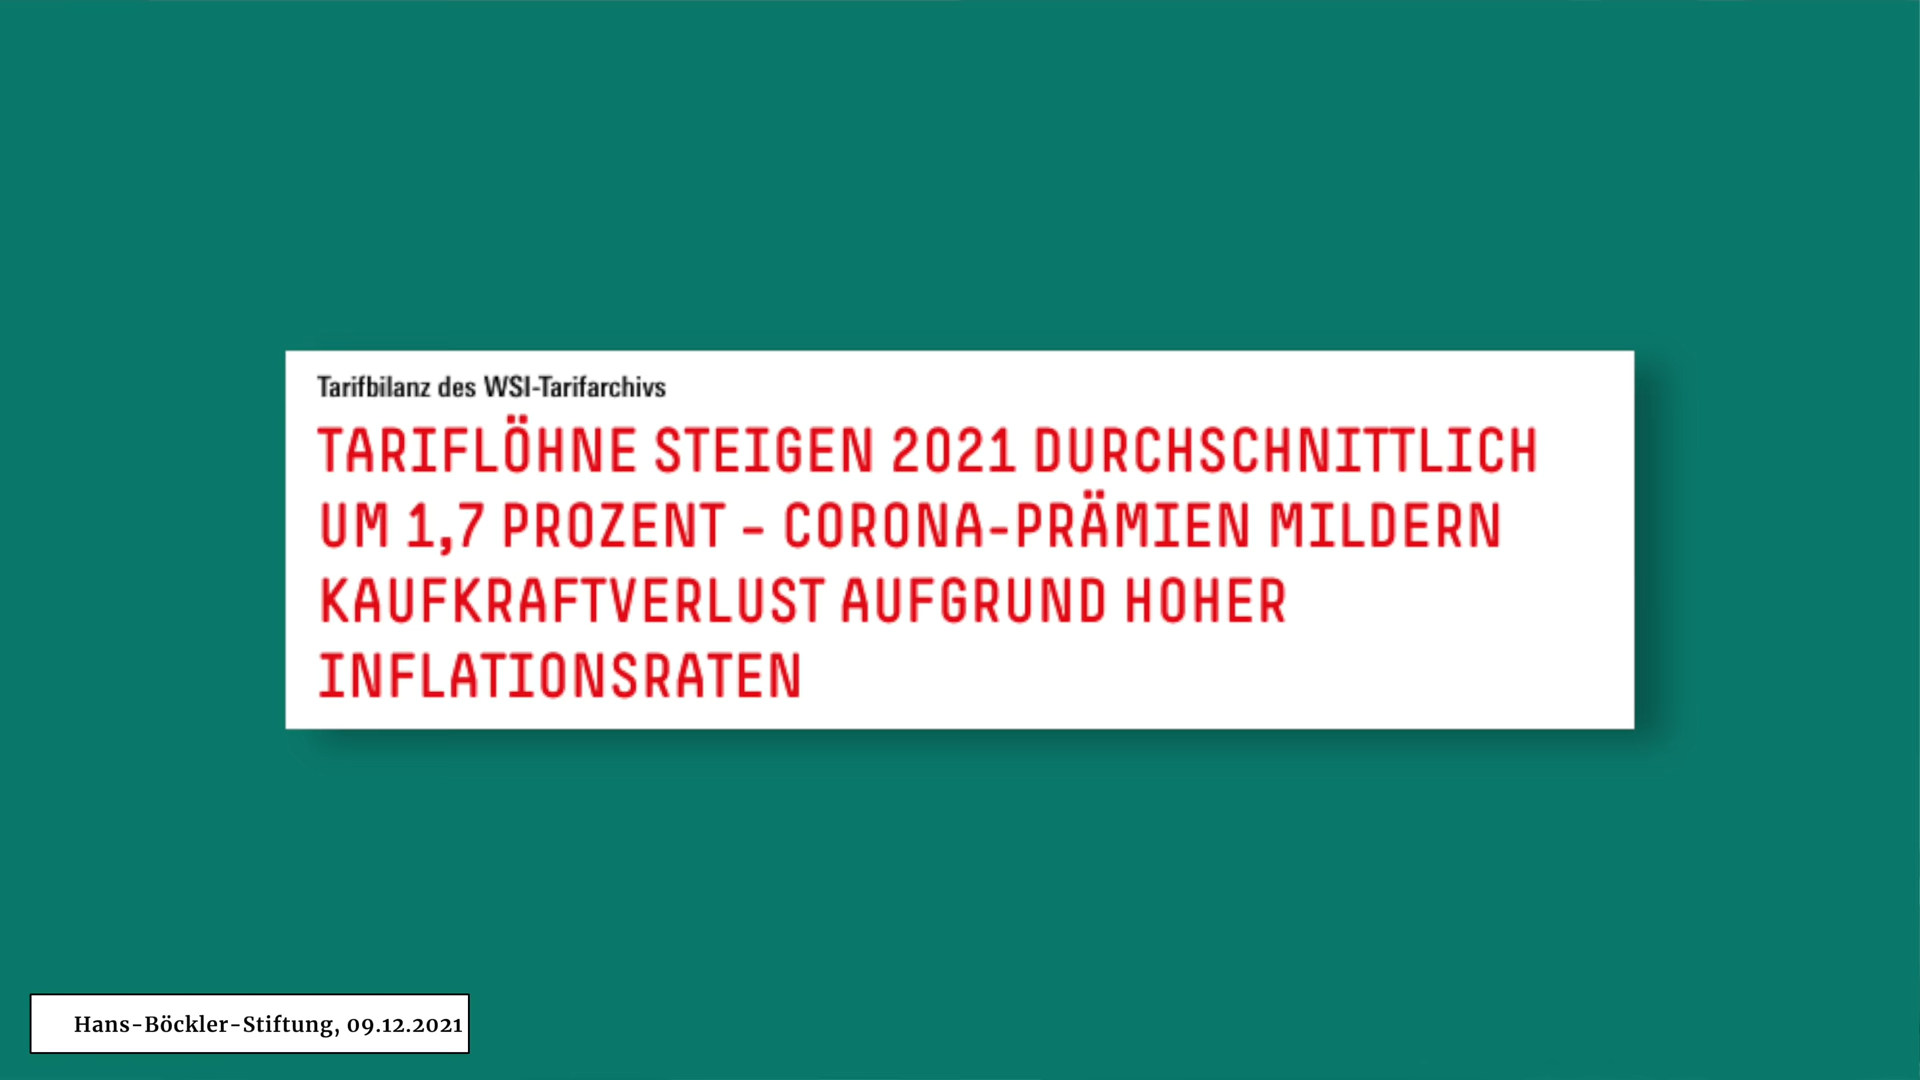 Tarifbilanz des WSI-Tarifarchivs
TARIFLÖHNE STEIGEN 2021 DURCHSCHNITTLICH
UM 1,7 PROZENT – CORONA-PRÄMIEN MILDERN
KAUFKRAFTVERLUST AUFGRUND HOHER
INFLATIONSRATEN
Hans-Böckler-Stiftung, 09.12.2021